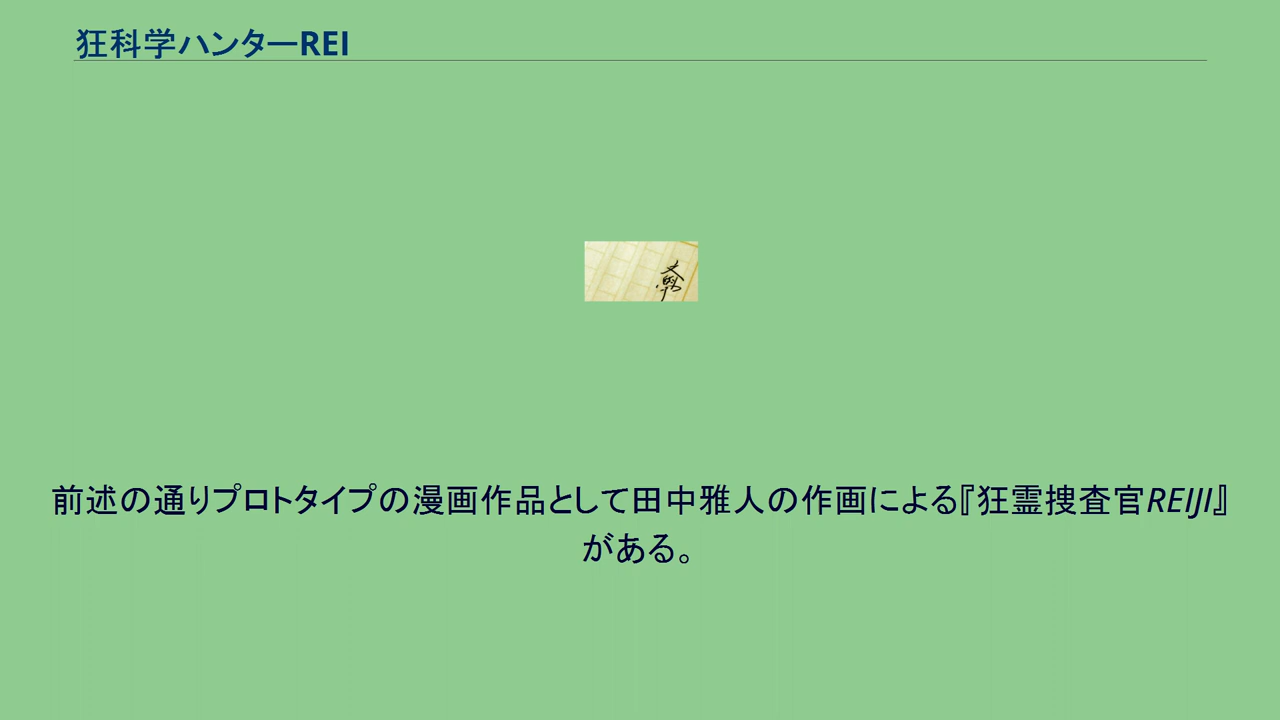 狂科学ハンターREI
前述の通りプロトタイプの漫画作品として田中雅人の作画による『狂霊捜査官REIJI』
がある。